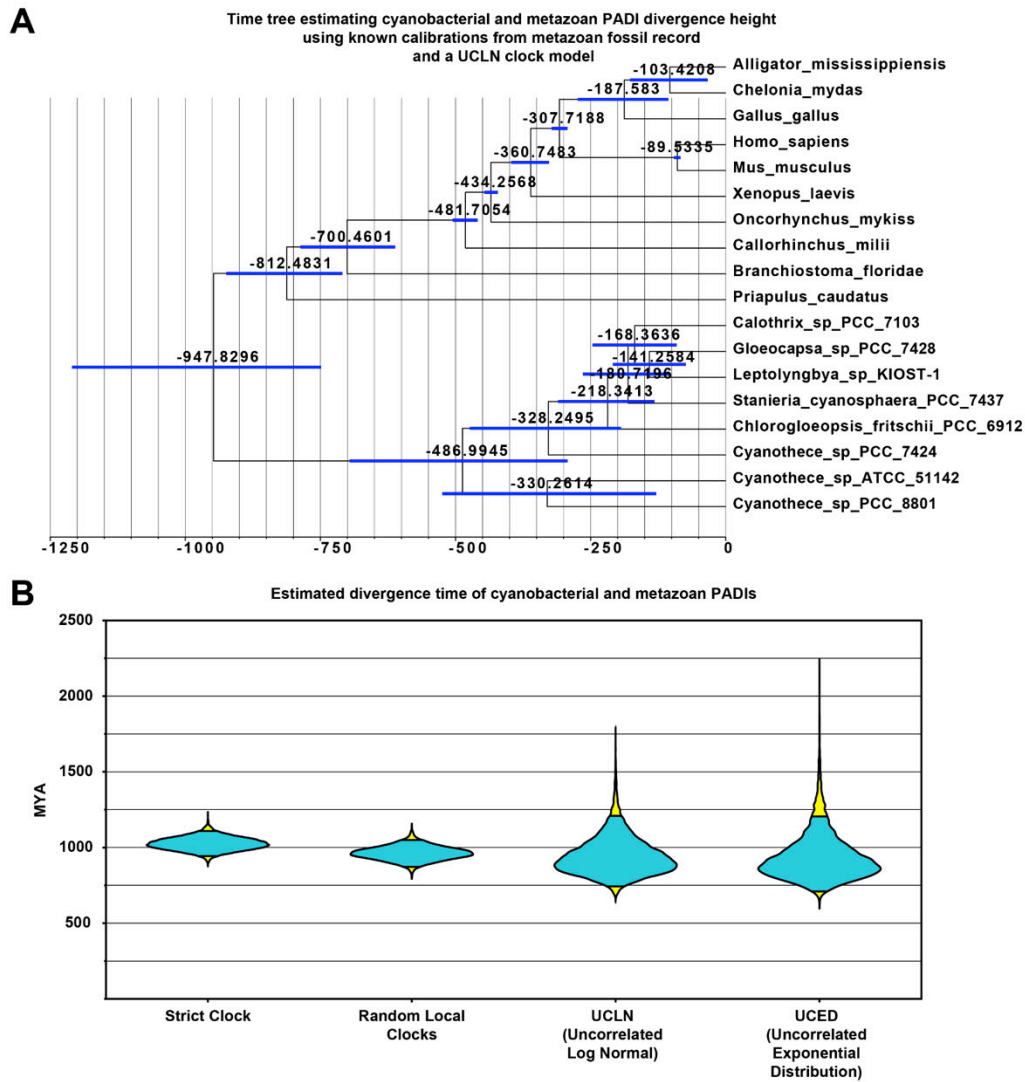 A
Time tree estimating cyanobacterial and metazoan PADI divergence height
using known calibrations from metazoan fossil record
and a UCLN clock model
-103.4208
-187.583
-307.7188
-89.5335
-360.7483
-434.2568
-481.7054
-700.4601
-812.4831
-947.8296
-168.3636
-141.2584
-180.7196
-218.3413
-328.2495
-486.9945
-330.2614
Alligator_mississippiensis
Chelonia_mydas
Gallus_gallus
Homo_sapiens
Mus_musculus
Xenopus_laevis
Oncorhynchus_mykiss
Callorhinchus_milii
Branchiostoma_floridae
Priapulus_caudatus
Calothrix_sp_PCC_7103
Gloeocapsa_sp_PCC_7428
Leptolyngbya_sp_KIOST-1
Stanieria_cyanosphaera_PCC_7437
Chlorogloeopsis_fritschii_PCC_6912
Cyanothece_sp_PCC_7424
Cyanothece_sp_ATCC_51142
Cyanothece_sp_PCC_8801
-1250 -1000 -750 -500 -250 0
B
Estimated divergence time of cyanobacterial and metazoan PADIs
2500
2000
1500
1000
500
MYA
Strict Clock
Random Local
Clocks
UCLN
(Uncorrelated
Log Normal)
UCED
(Uncorrelated
Exponential
Distribution)